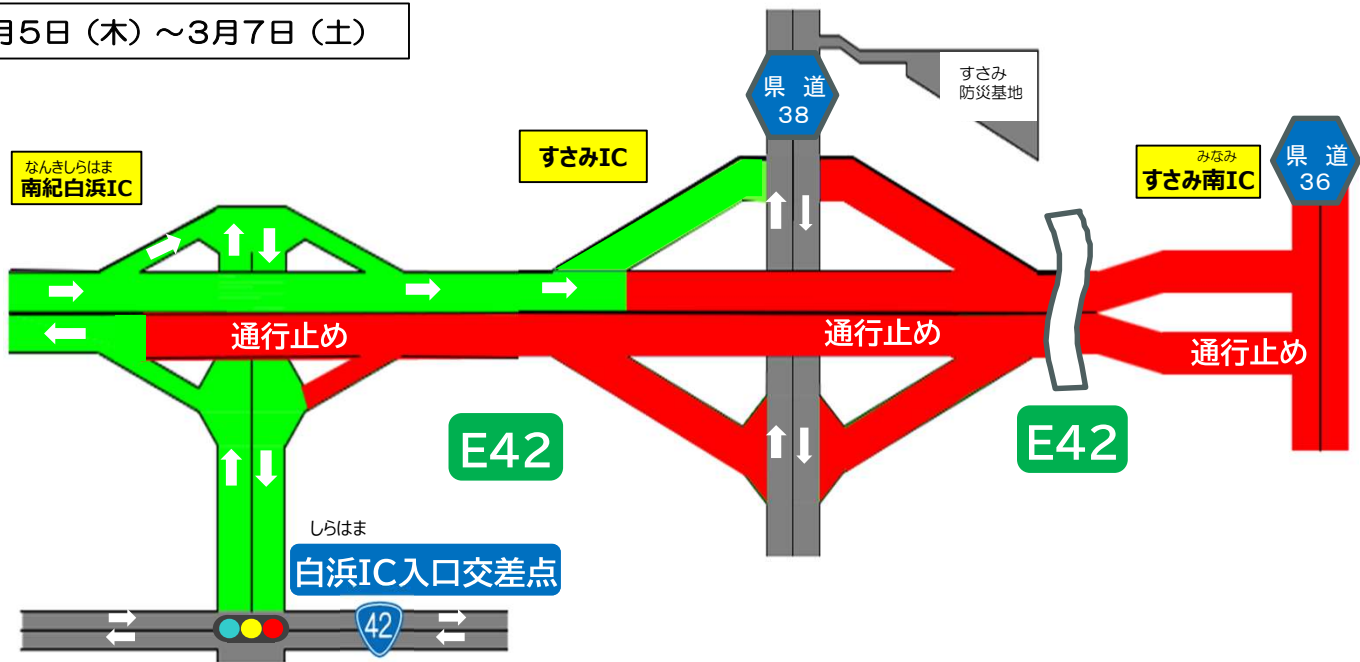 月5日（木）～3月7日（土）
県 道
38
すさみ
防災基地
なんきしらはま
南紀白浜IC
すさみIC
みなみ
すさみ南IC
県 道
36
通行止め
通行止め
通行止め
E42
E42
しらはま
白浜IC入口交差点
42